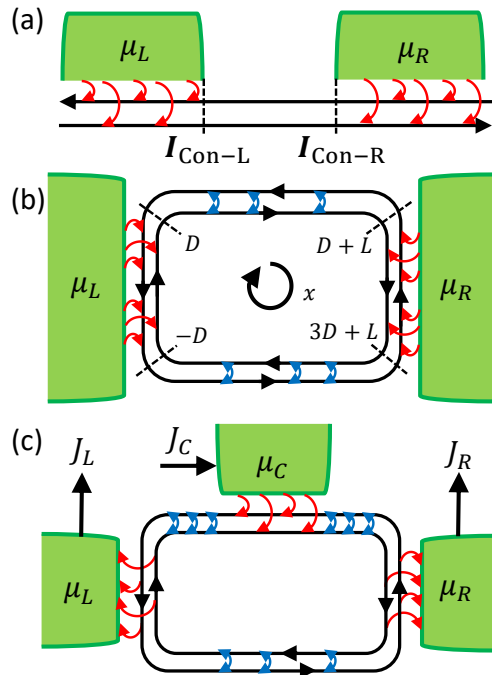 (a)
μ_L
μ_R
I_Con−L
I_Con−R
(b)
D
D + L
μ_L
x
μ_R
−D
3D + L
(c)
J_L
J_C
μ_C
J_R
μ_L
μ_R